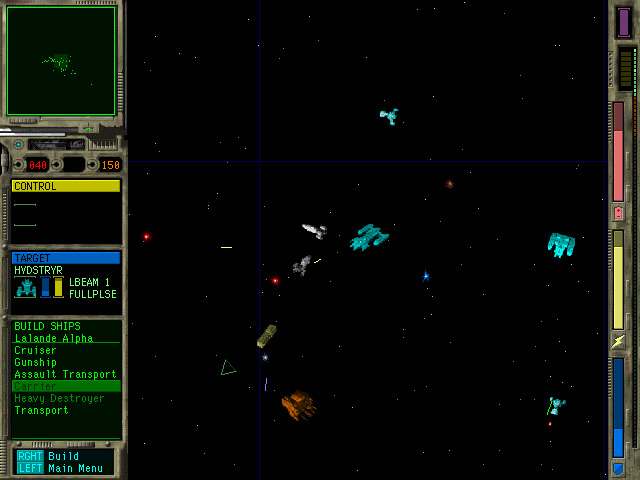 040 150
CONTROL
TARGET
HVDSTRYR
LBEAM 1
FULLPLSE
BUILD SHIPS
Lalande Alpha
Cruiser
Gunship
Assault Transport
Carrier
Heavy Destroyer
Transport
RGHT Build
LEFT Main Menu